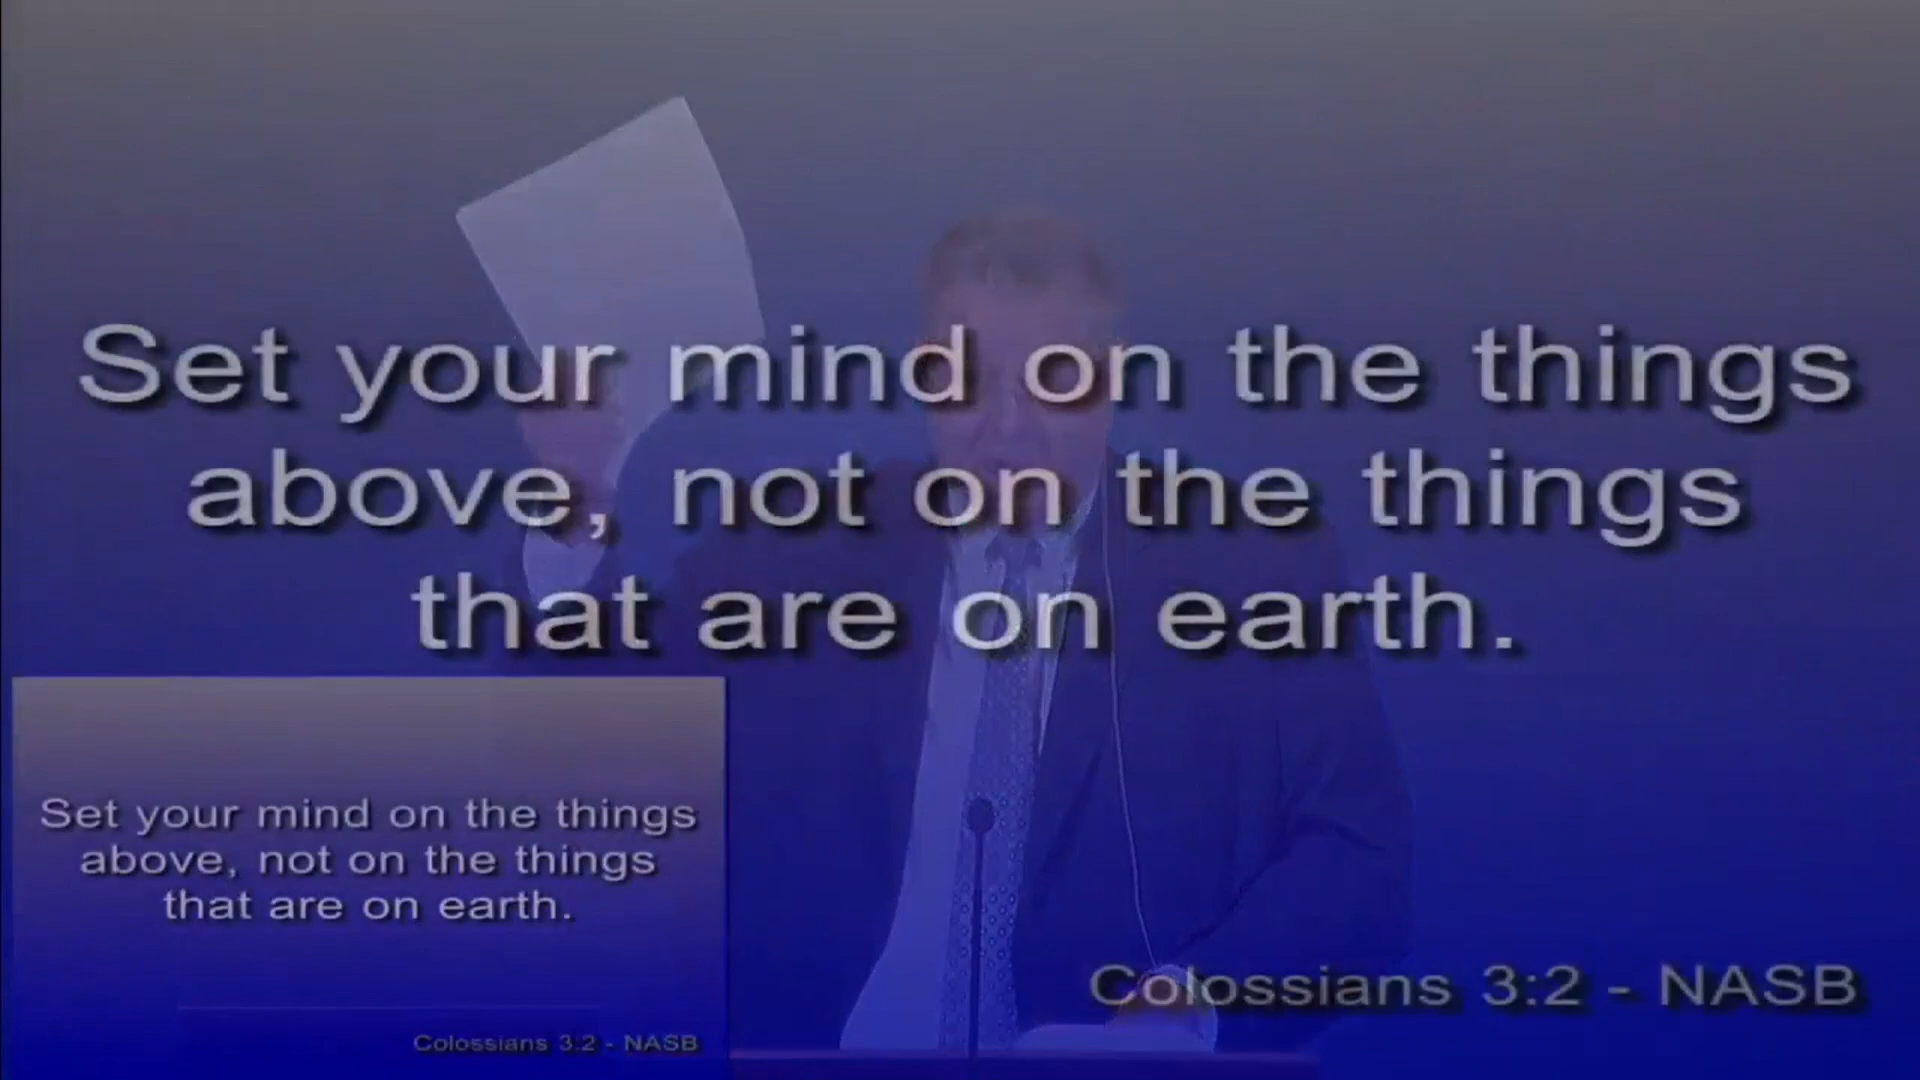 Set your mind on the things
above, not on the things
that are on earth.
Colossians 3:2 - NASB
Set your mind on the things
above, not on the things
that are on earth.
Colossians 3:2 - NASB